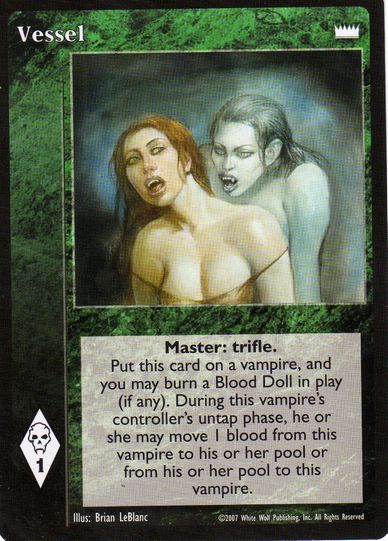 Vessel
Master: trifle.
Put this card on a vampire, and
you may burn a Blood Doll in play
(if any). During this vampire's
controller's untap phase, he or
she may move 1 blood from this
vampire to his or her pool or
from his or her pool to this
vampire.
1
Illus: Brian LeBlanc
©2007 White Wolf Publishing, Inc. All Rights Reserved